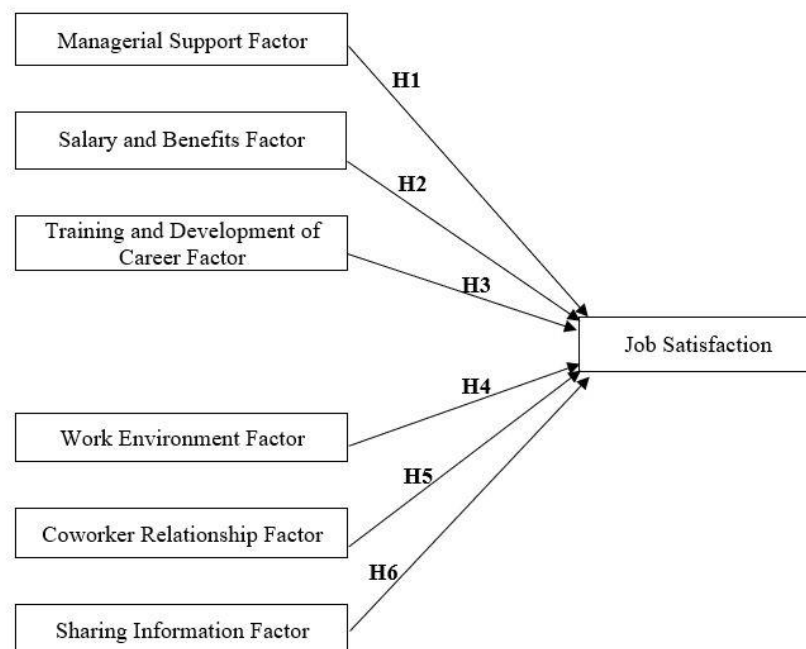 Managerial Support Factor
H1
Salary and Benefits Factor
H2
Training and Development of
Career Factor
H3
Job Satisfaction
H4
Work Environment Factor
H5
Coworker Relationship Factor
H6
Sharing Information Factor